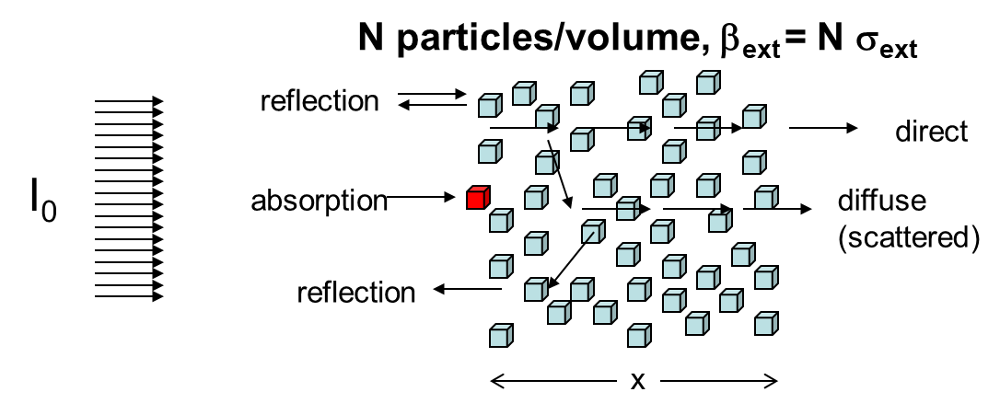 N particles/volume, βext = N σext
reflection
direct
I0
absorption
diffuse
(scattered)
reflection
x